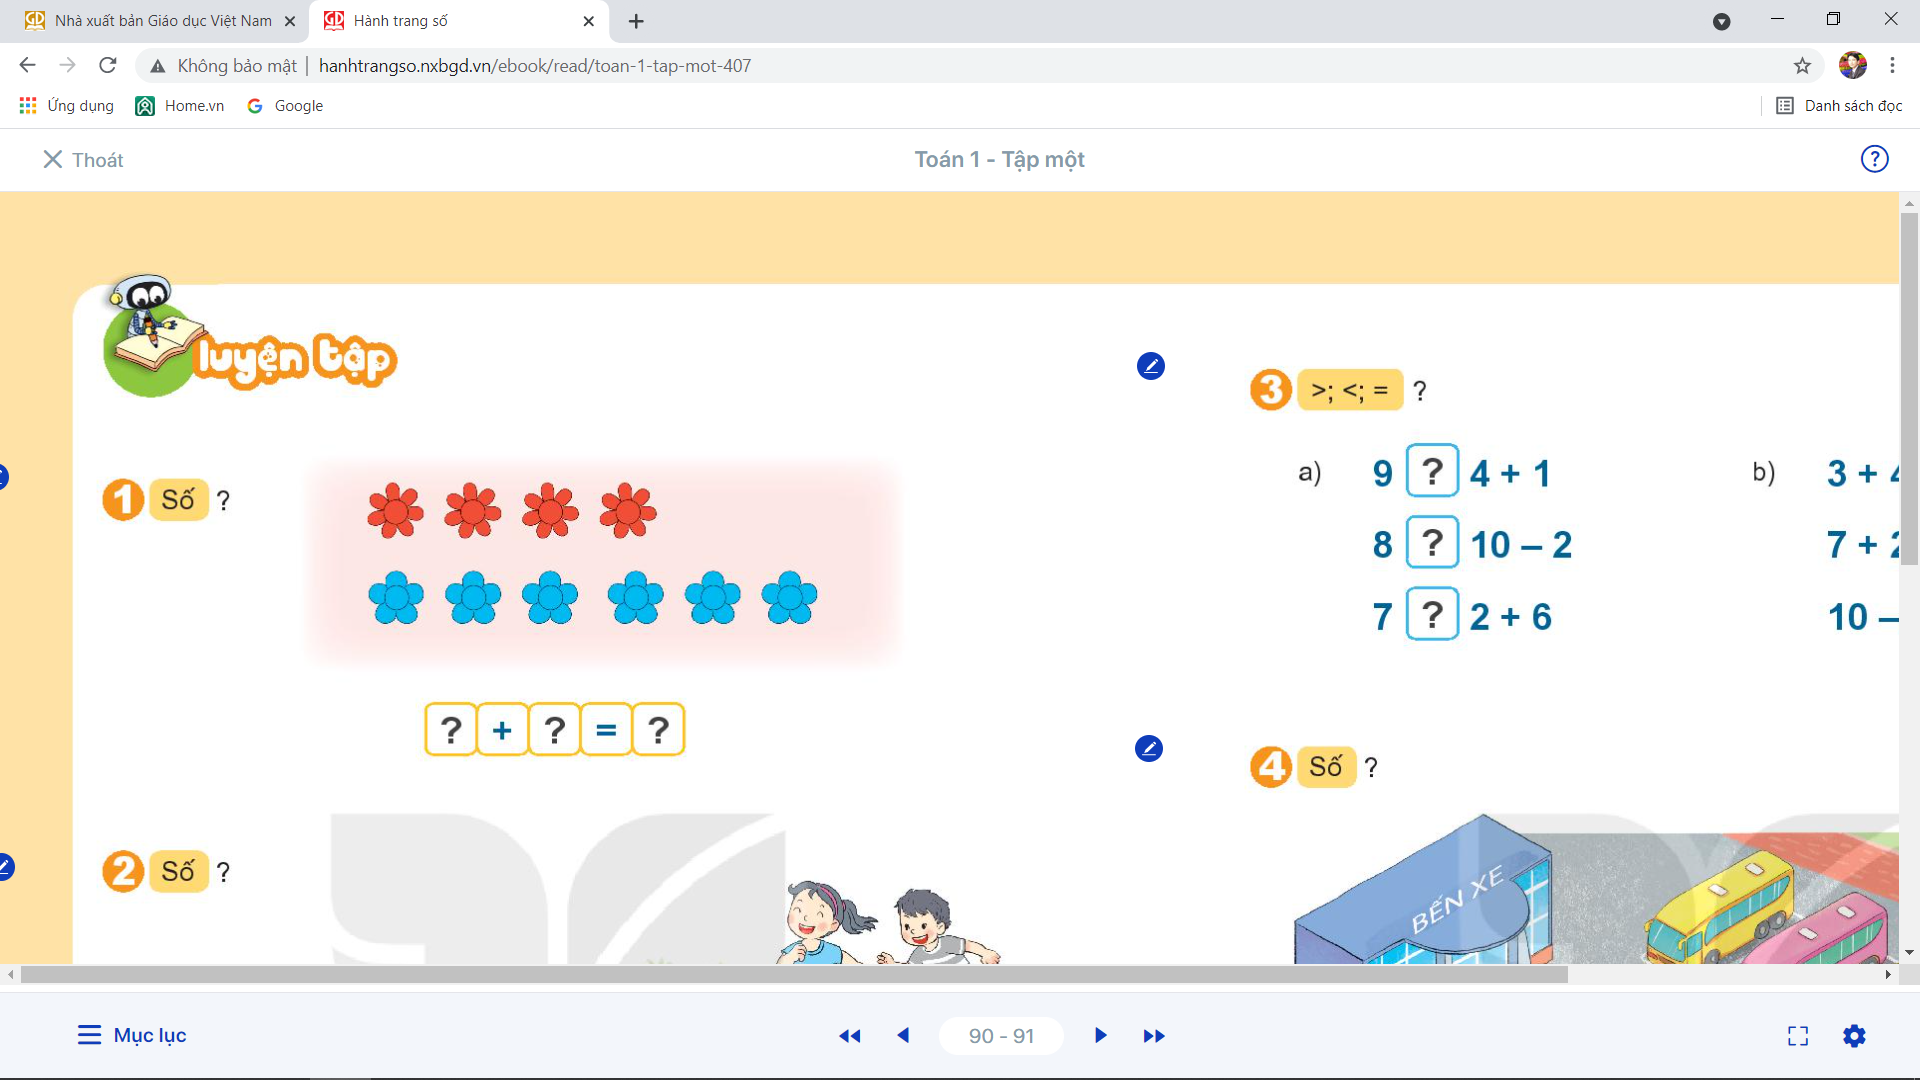 Nhà xuất bản Giáo dục Việt Nam
Hành trang số
Không bảo mật
hanhtrangso.nxbgd.vn/ebook/read/toan-1-tap-mot-407
Ứng dụng
Home.vn
Google
Danh sách đọc
Thoát
Toán 1 - Tập một
?
luyện tập
1 Số ?
? + ? = ?
2 Số ?
3 >; <; = ?
a) 9 ? 4 + 1
8 ? 10 – 2
7 ? 2 + 6
b) 3 +
7 +
10 –
4 Số ?
BẾN XE
Mục lục
90 - 91